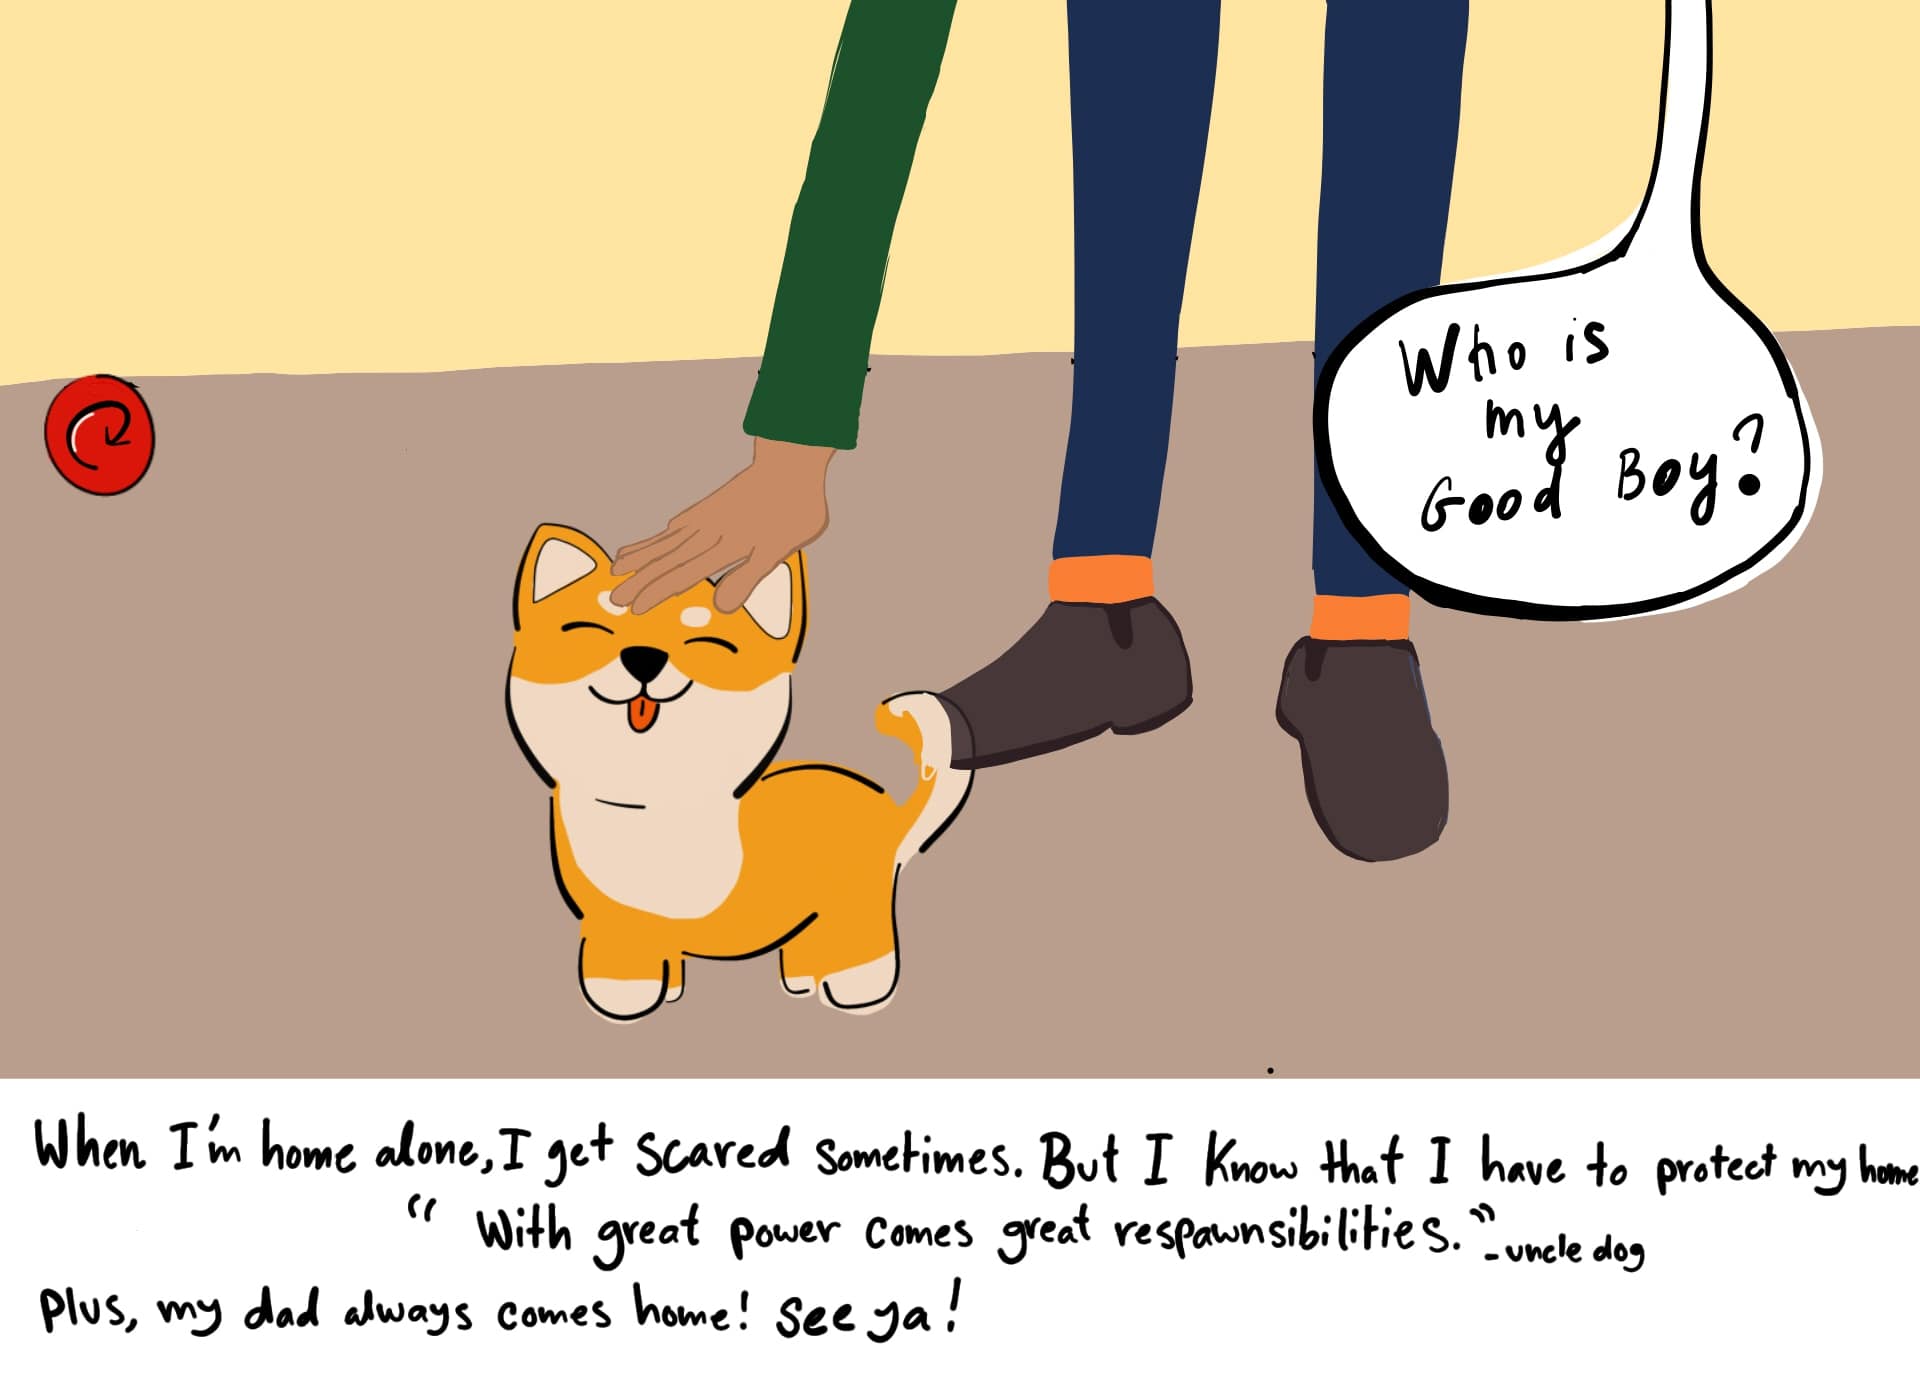 Who is
my
Good Boy?
When I'm home alone, I get scared sometimes. But I know that I have to protect my home
" With great power comes great respawnsibilities." - uncle dog
Plus, my dad always comes home! See ya!